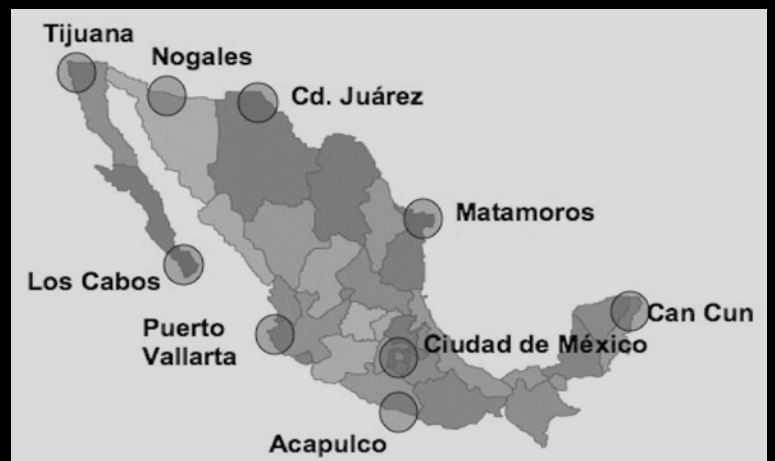 Tijuana
Nogales
Cd. Juárez
Matamoros
Los Cabos
Can Cun
Puerto
Vallarta
Ciudad de México
Acapulco